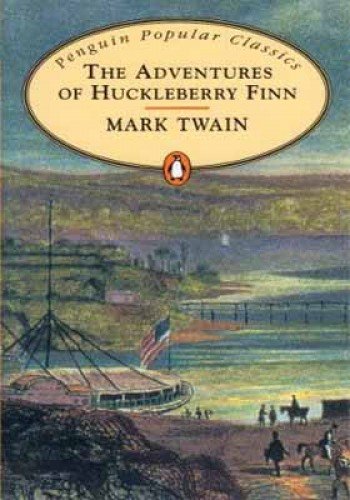 Penguin Popular Classics
THE ADVENTURES
OF HUCKLEBERRY FINN
MARK TWAIN